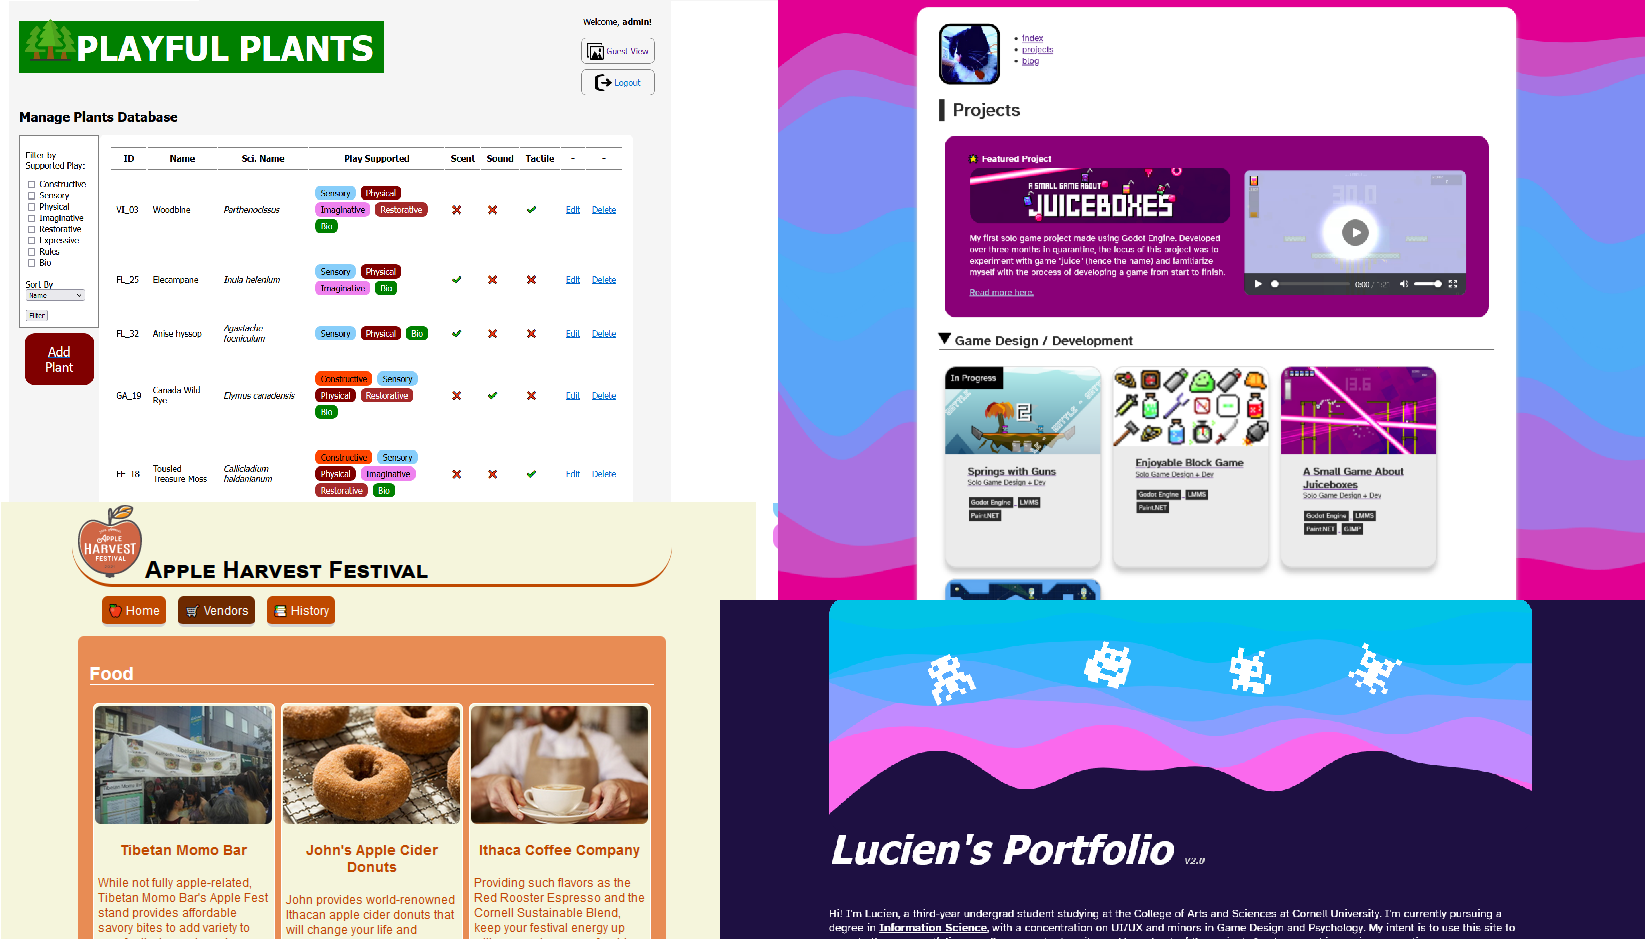 PLAYFUL PLANTS
Welcome, admin!
Guest View
Logout
Manage Plants Database
Filter by
Supported Play:
Constructive
Sensory
Physical
Imaginative
Restorative
Expressive
Rules
Bio
Sort By
Name
Filter
Add
Plant
ID Name Sci. Name Play Supported Scent Sound Tactile - -
Sensory Physical
VI_03 Woodbine Parthenocissus Imaginative Restorative Edit Delete
Bio
Sensory Physical
FL_25 Elecampane Inula helenium Edit Delete
Imaginative Bio
FL_32 Anise hyssop Agastache foeniculum Sensory Physical Bio Edit Delete
Constructive Sensory
GA_19 Canada Wild Rye Elymus canadensis Physical Restorative Edit Delete
Bio
Constructive Sensory
FE_18 Tousled Treasure Moss Callicladium haldanianum Physical Imaginative Edit Delete
Restorative Bio
index
projects
blog
Projects
Featured Project
A SMALL GAME ABOUT
JUICEBOXES
My first solo game project made using Godot Engine. Developed
over three months in quarantine, the focus of this project was to
experiment with game "juice" (hence the name) and familiarize
myself with the process of developing a game from start to finish.
Read more here.
30.0
0:00 / 1:21
Game Design / Development
In Progress
2
Springs with Guns
Solo Game Design + Dev
Godot Engine LMMS
Paint.NET
Enjoyable Block Game
Solo Game Design + Dev
Godot Engine LMMS
Paint.NET
13.6
A Small Game About
Juiceboxes
Solo Game Design + Dev
Godot Engine LMMS
Paint.NET GIMP
Apple
HARVEST
FESTIVAL
Apple Harvest Festival
Home
Vendors
History
Food
Tibetan Momo Bar
Tibetan Momo Bar
While not fully apple-related,
Tibetan Momo Bar's Apple Fest
stand provides affordable
savory bites to add variety to
John's Apple Cider
Donuts
John provides world-renowned
Ithacan apple cider donuts that
will change your life and
Ithaca Coffee Company
Providing such flavors as the
Red Rooster Espresso and the
Cornell Sustainable Blend,
keep your festival energy up
Lucien's Portfolio v2.0
Hi! I'm Lucien, a third-year undergrad student studying at the College of Arts and Sciences at Cornell University. I'm currently pursuing a
degree in Information Science, with a concentration on UI/UX and minors in Game Design and Psychology. My intent is to use this site to